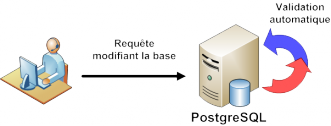 Validation
automatique
Requête
modifiant la base
PostgreSQL